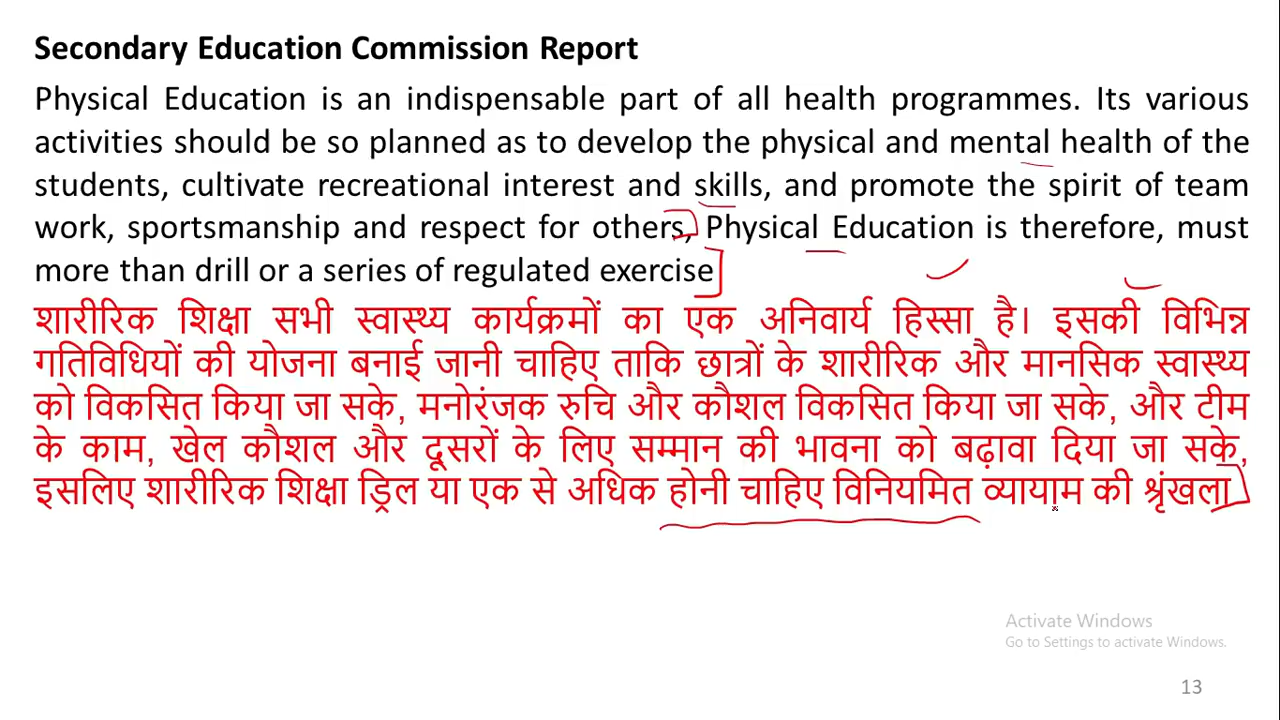 Secondary Education Commission Report
Physical Education is an indispensable part of all health programmes. Its various
activities should be so planned as to develop the physical and mental health of the
students, cultivate recreational interest and skills, and promote the spirit of team
work, sportsmanship and respect for others, Physical Education is therefore, must
more than drill or a series of regulated exercise
शारीरिक शिक्षा सभी स्वास्थ्य कार्यक्रमों का एक अनिवार्य हिस्सा है। इसकी विभिन्न
गतिविधियों की योजना बनाई जानी चाहिए ताकि छात्रों के शारीरिक और मानसिक स्वास्थ्य
को विकसित किया जा सके, मनोरंजक रुचि और कौशल विकसित किया जा सके, और टीम
के काम, खेल कौशल और दूसरों के लिए सम्मान की भावना को बढ़ावा दिया जा सके,
इसलिए शारीरिक शिक्षा ड्रिल या एक से अधिक होनी चाहिए विनियमित व्यायाम की श्रृंखला
Activate Windows
Go to Settings to activate Windows.
13